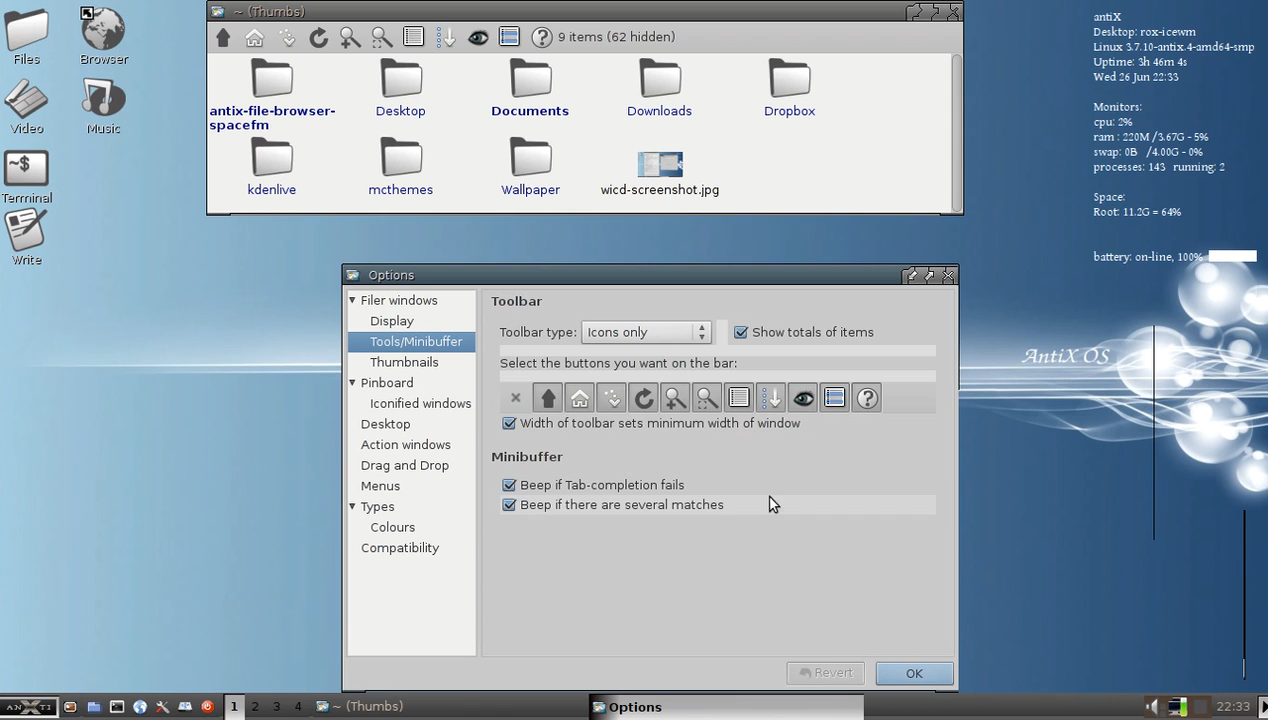 ~ (Thumbs)
9 items (62 hidden)
antix-file-browser-
spacefm
Desktop
Documents
Downloads
Dropbox
kdenlive
mcthemes
Wallpaper
wicd-screenshot.jpg
Files
Browser
Video
Music
~$
Terminal
Write
antiX
Desktop: rox-icewm
Linux 3.7.10-antix.4-amd64-smp
Uptime: 3h 46m 4s
Wed 26 Jun 22:33
Monitors:
cpu: 2%
ram : 220M /3.67G - 5%
swap: 0B /4.00G - 0%
processes: 143 running: 2
Space:
Root: 11.2G = 64%
battery: on-line, 100%
AntiX OS
Options
Filer windows
Display
Tools/Minibuffer
Thumbnails
Pinboard
Iconified windows
Desktop
Action windows
Drag and Drop
Menus
Types
Colours
Compatibility
Toolbar
Toolbar type: Icons only
Show totals of items
Select the buttons you want on the bar:
Width of toolbar sets minimum width of window
Minibuffer
Beep if Tab-completion fails
Beep if there are several matches
Revert
OK
ANTXTI
1 2 3 4
~ (Thumbs)
Options
22:33